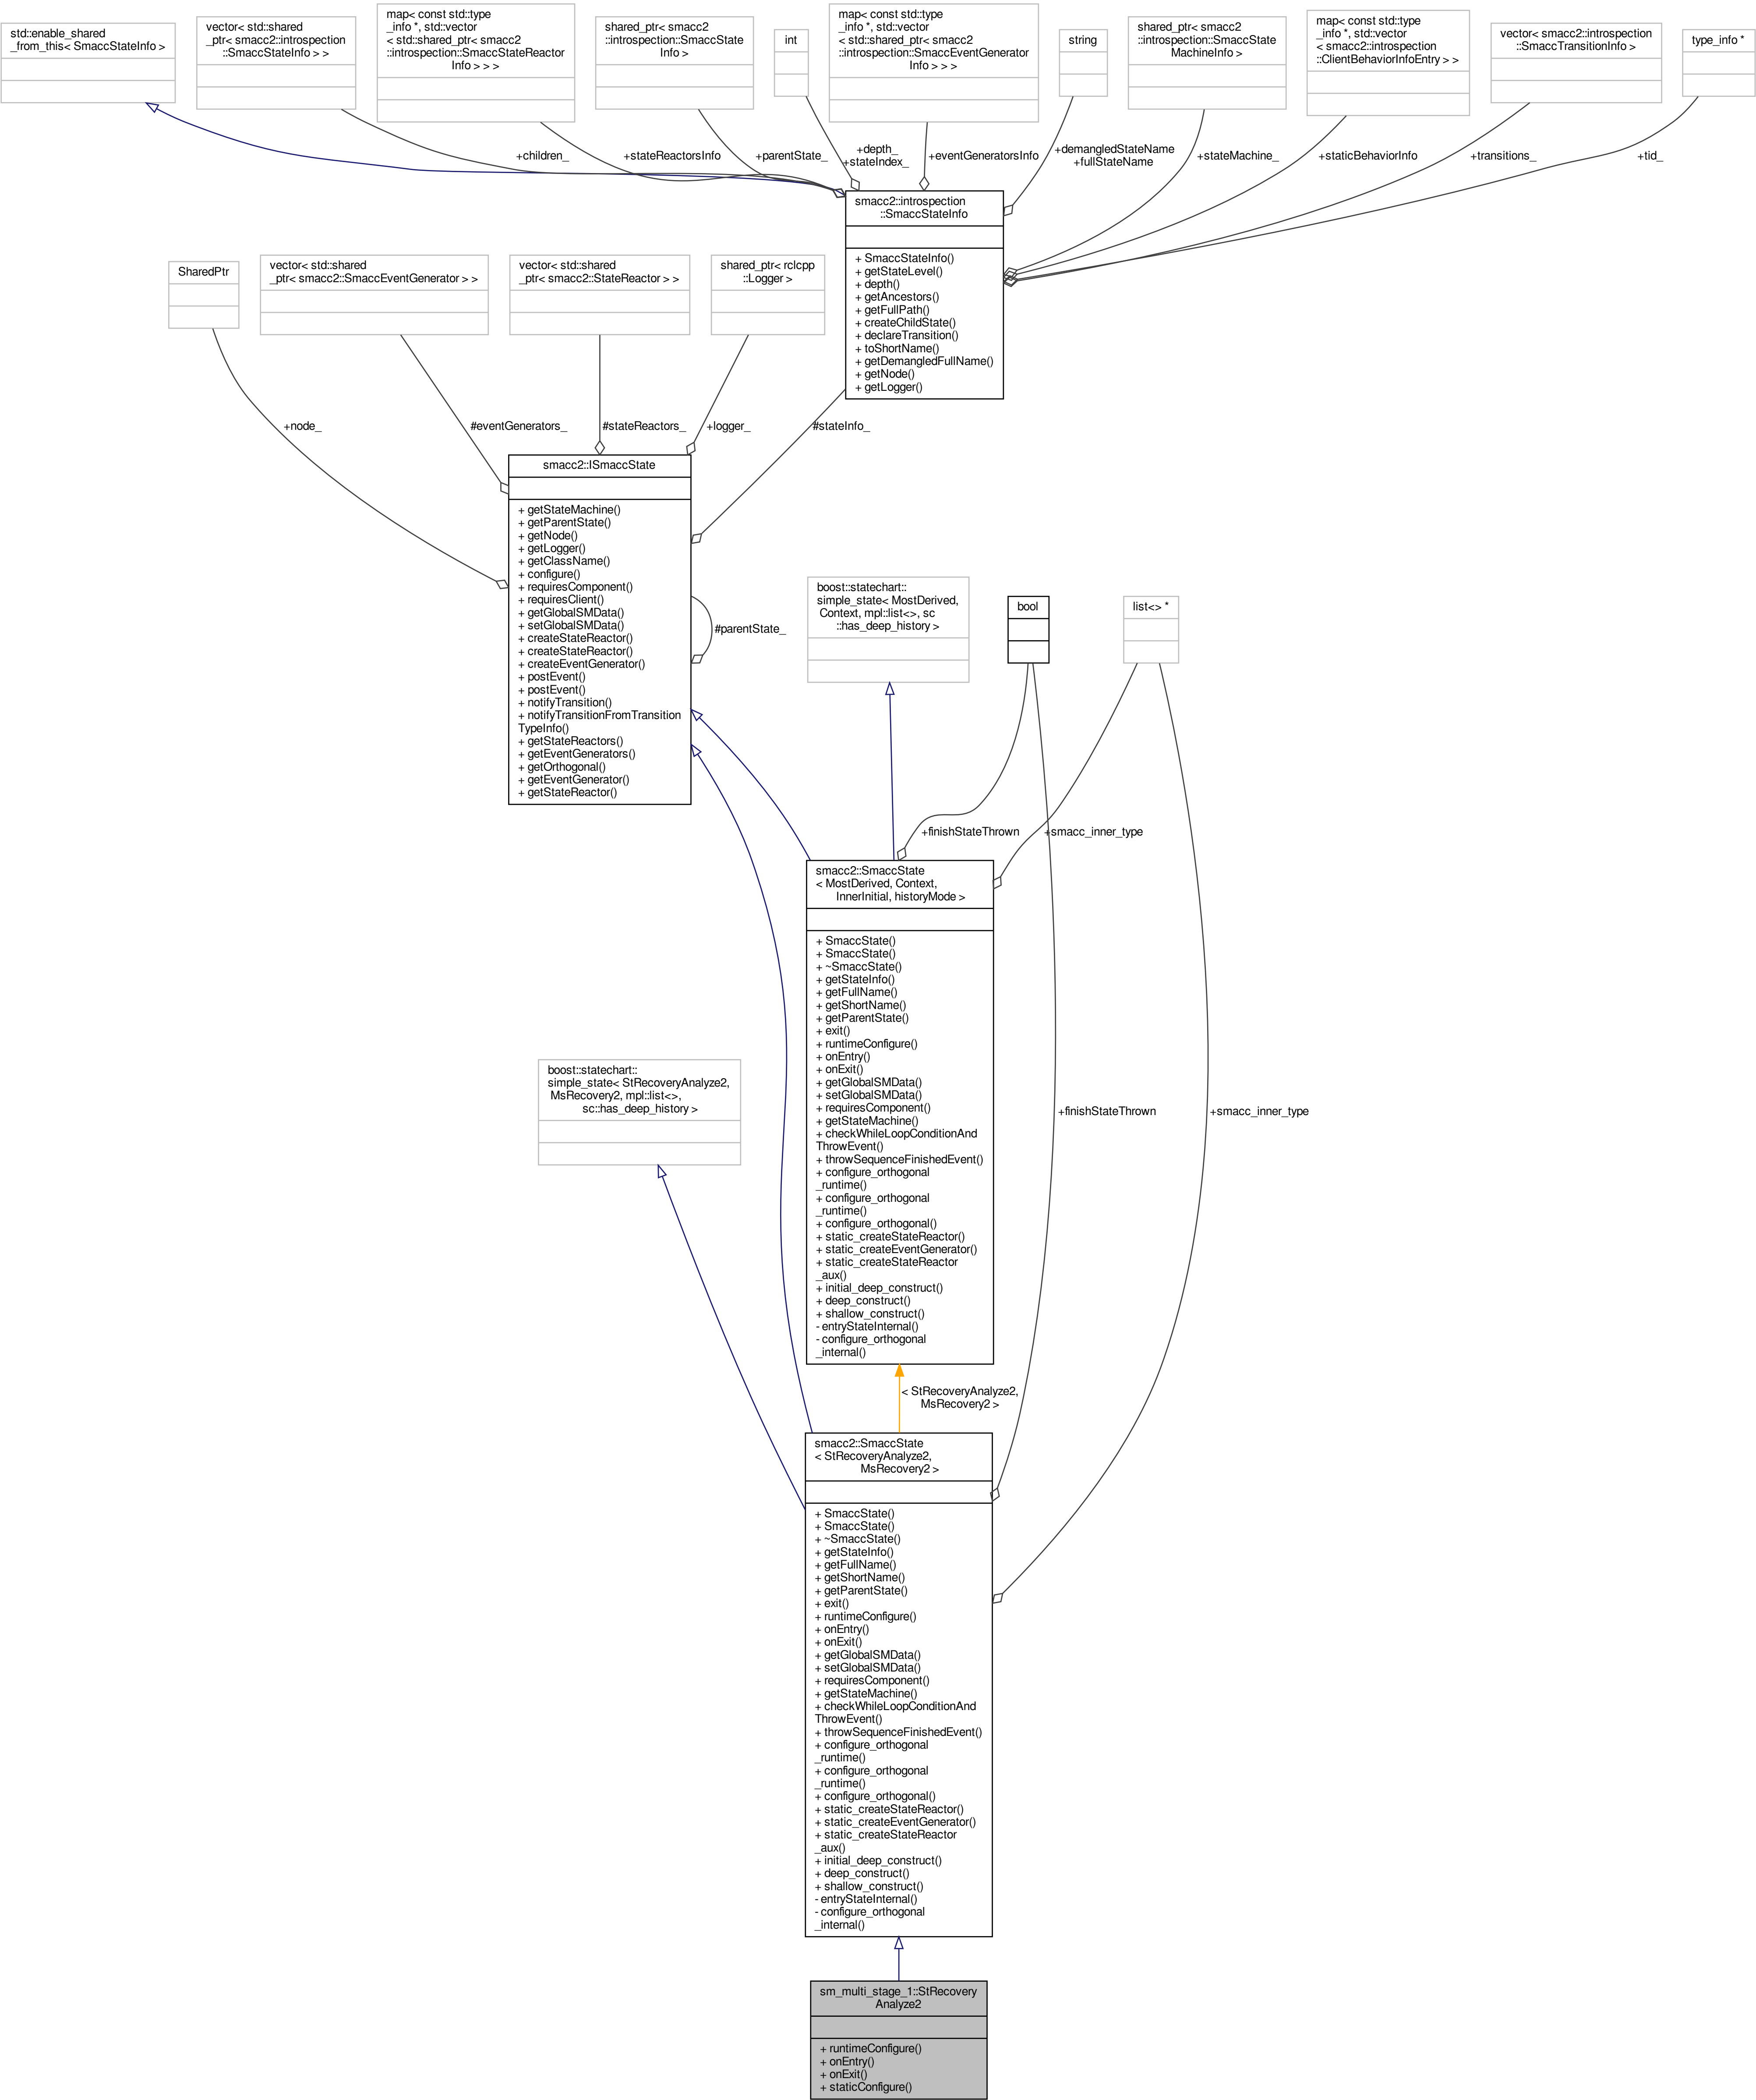 std::enable_shared
_from_this< SmaccStateInfo >
vector< std::shared
_ptr< smacc2::introspection
::SmaccStateInfo > >
map< const std::type
_info *, std::vector
< std::shared_ptr< smacc2
::introspection::SmaccStateReactor
Info > > >
shared_ptr< smacc2
::introspection::SmaccState
Info >
int
map< const std::type
_info *, std::vector
< std::shared_ptr< smacc2
::introspection::SmaccEventGenerator
Info > > >
string
shared_ptr< smacc2
::introspection::SmaccState
MachineInfo >
map< const std::type
_info *, std::vector
< smacc2::introspection
::ClientBehaviorInfoEntry > >
vector< smacc2::introspection
::SmaccTransitionInfo >
type_info *
+children_
+stateReactorsInfo
+parentState_
+depth_
+stateIndex_
+eventGeneratorsInfo
+demangledStateName
+fullStateName
+stateMachine_
+staticBehaviorInfo
+transitions_
+tid_
smacc2::introspection
::SmaccStateInfo
+ SmaccStateInfo()
+ getStateLevel()
+ depth()
+ getAncestors()
+ getFullPath()
+ createChildState()
+ declareTransition()
+ toShortName()
+ getDemangledFullName()
+ getNode()
+ getLogger()
SharedPtr
vector< std::shared
_ptr< smacc2::SmaccEventGenerator > >
vector< std::shared
_ptr< smacc2::StateReactor > >
shared_ptr< rclcpp
::Logger >
+node_
#eventGenerators_
#stateReactors_
+logger_
#stateInfo_
smacc2::ISmaccState
+ getStateMachine()
+ getParentState()
+ getNode()
+ getLogger()
+ getClassName()
+ configure()
+ requiresComponent()
+ requiresClient()
+ getGlobalSMData()
+ setGlobalSMData()
+ createStateReactor()
+ createStateReactor()
+ createEventGenerator()
+ postEvent()
+ postEvent()
+ notifyTransition()
+ notifyTransitionFromTransition
TypeInfo()
+ getStateReactors()
+ getEventGenerators()
+ getOrthogonal()
+ getEventGenerator()
+ getStateReactor()
#parentState_
boost::statechart::
simple_state< MostDerived,
Context, mpl::list<>, sc
::has_deep_history >
bool
list<> *
+finishStateThrown
+smacc_inner_type
smacc2::SmaccState
< MostDerived, Context,
InnerInitial, historyMode >
+ SmaccState()
+ SmaccState()
+ ~SmaccState()
+ getStateInfo()
+ getFullName()
+ getShortName()
+ getParentState()
+ exit()
+ runtimeConfigure()
+ onEntry()
+ onExit()
+ getGlobalSMData()
+ setGlobalSMData()
+ requiresComponent()
+ getStateMachine()
+ checkWhileLoopConditionAnd
ThrowEvent()
+ throwSequenceFinishedEvent()
+ configure_orthogonal
_runtime()
+ configure_orthogonal
_runtime()
+ configure_orthogonal()
+ static_createStateReactor()
+ static_createEventGenerator()
+ static_createStateReactor
_aux()
+ initial_deep_construct()
+ deep_construct()
+ shallow_construct()
- entryStateInternal()
- configure_orthogonal
_internal()
boost::statechart::
simple_state< StRecoveryAnalyze2,
MsRecovery2, mpl::list<>,
sc::has_deep_history >
+finishStateThrown
+smacc_inner_type
< StRecoveryAnalyze2,
MsRecovery2 >
smacc2::SmaccState
< StRecoveryAnalyze2,
MsRecovery2 >
+ SmaccState()
+ SmaccState()
+ ~SmaccState()
+ getStateInfo()
+ getFullName()
+ getShortName()
+ getParentState()
+ exit()
+ runtimeConfigure()
+ onEntry()
+ onExit()
+ getGlobalSMData()
+ setGlobalSMData()
+ requiresComponent()
+ getStateMachine()
+ checkWhileLoopConditionAnd
ThrowEvent()
+ throwSequenceFinishedEvent()
+ configure_orthogonal
_runtime()
+ configure_orthogonal
_runtime()
+ configure_orthogonal()
+ static_createStateReactor()
+ static_createEventGenerator()
+ static_createStateReactor
_aux()
+ initial_deep_construct()
+ deep_construct()
+ shallow_construct()
- entryStateInternal()
- configure_orthogonal
_internal()
sm_multi_stage_1::StRecovery
Analyze2
+ runtimeConfigure()
+ onEntry()
+ onExit()
+ staticConfigure()